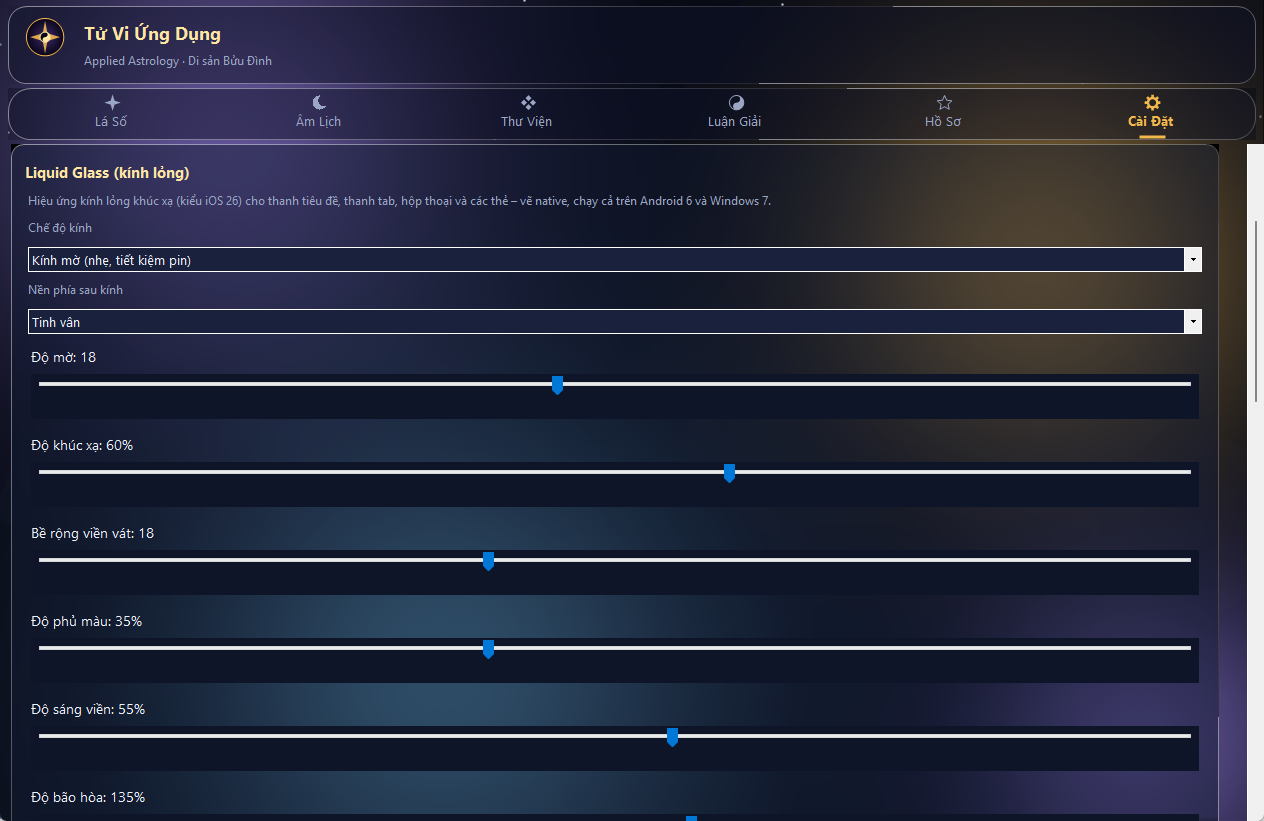 Tử Vi Ứng Dụng
Applied Astrology · Di sản Bửu Đình
Lá Số
Âm Lịch
Thư Viện
Luận Giải
Hồ Sơ
Cài Đặt
Liquid Glass (kính lỏng)
Hiệu ứng kính lỏng khúc xạ (kiểu iOS 26) cho thanh tiêu đề, thanh tab, hộp thoại và các thẻ – vẽ native, chạy cả trên Android 6 và Windows 7.
Chế độ kính
Kính mờ (nhẹ, tiết kiệm pin)
Nền phía sau kính
Tinh vân
Độ mờ: 18
Độ khúc xạ: 60%
Bề rộng viền vát: 18
Độ phủ màu: 35%
Độ sáng viền: 55%
Độ bão hòa: 135%